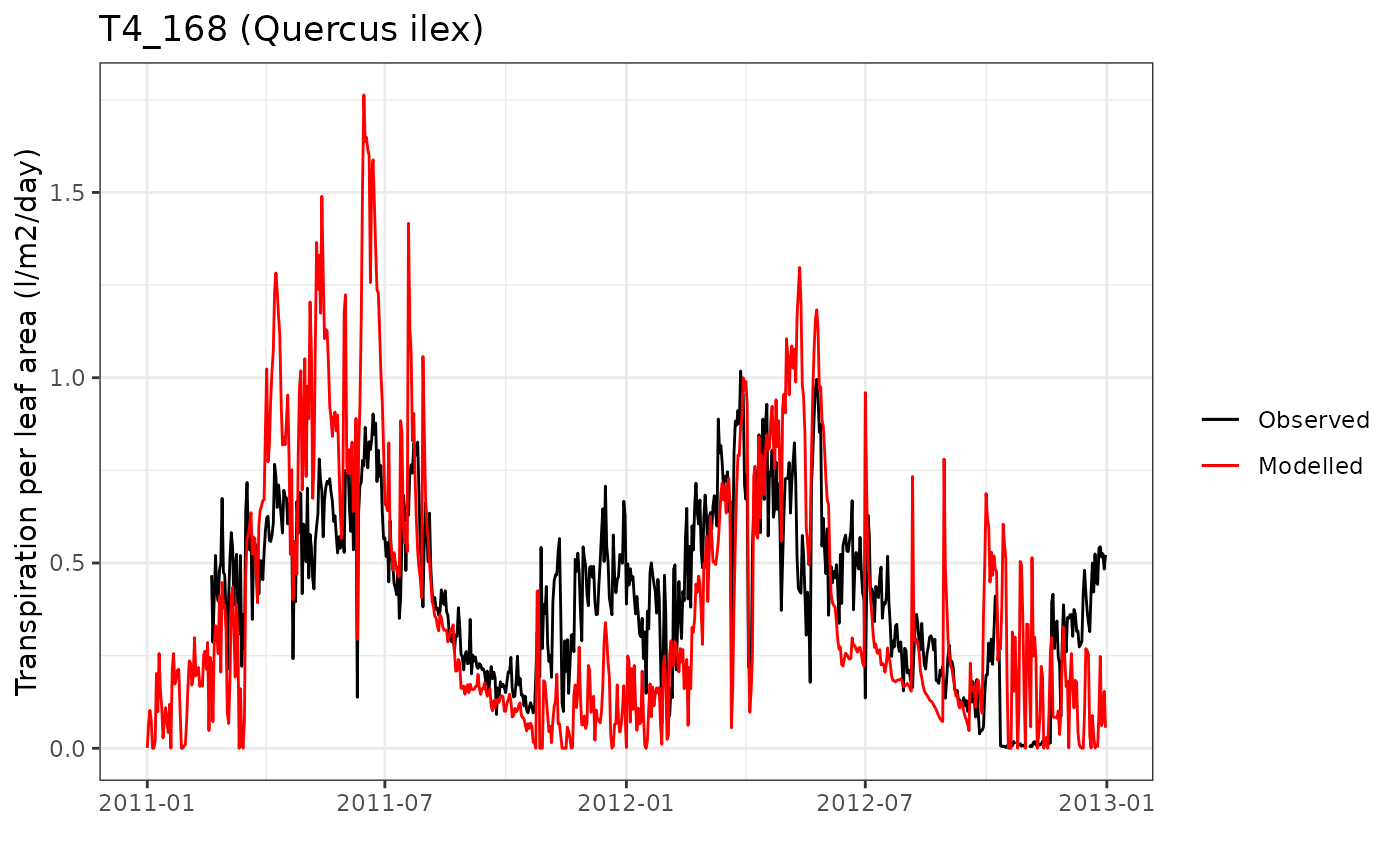 T4_168 (Quercus ilex)
Transpiration per leaf area (l/m2/day)
1.5
1.0
0.5
0.0
2011-01
2011-07
2012-01
2012-07
2013-01
Observed
Modelled